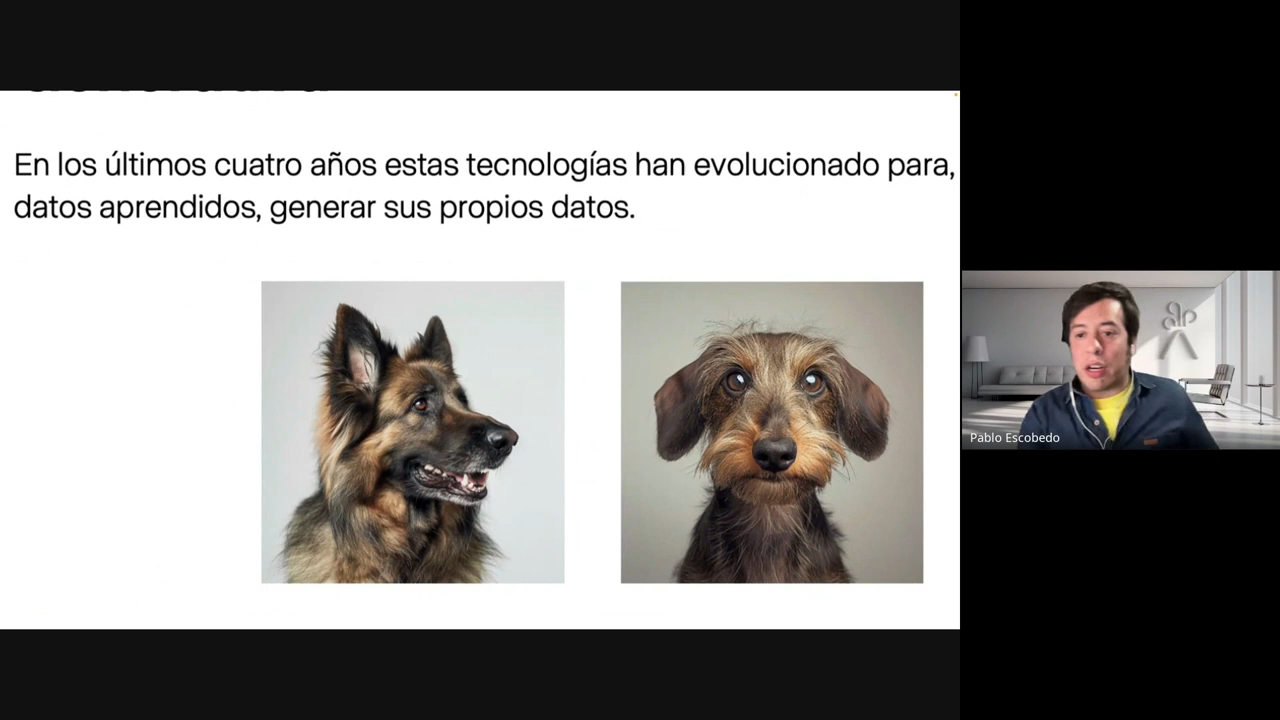 En los últimos cuatro años estas tecnologías han evolucionado para,
datos aprendidos, generar sus propios datos.
Pablo Escobedo